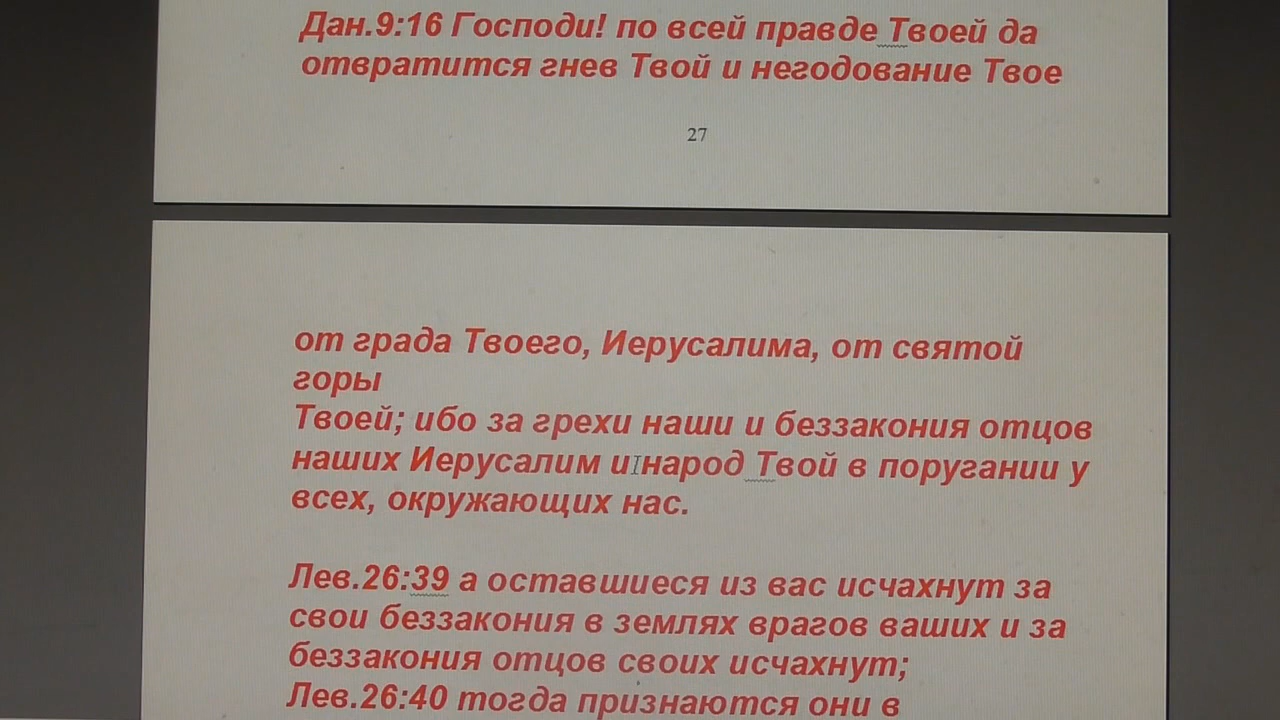 Дан.9:16 Господи! по всей правде Твоей да
отвратится гнев Твой и негодование Твое
27
от града Твоего, Иерусалима, от святой
горы
Твоей; ибо за грехи наши и беззакония отцов
наших Иерусалим и народ Твой в поругании у
всех, окружающих нас.
Лев.26:39 а оставшиеся из вас исчахнут за
свои беззакония в землях врагов ваших и за
беззакония отцов своих исчахнут;
Лев.26:40 тогда признаются они в